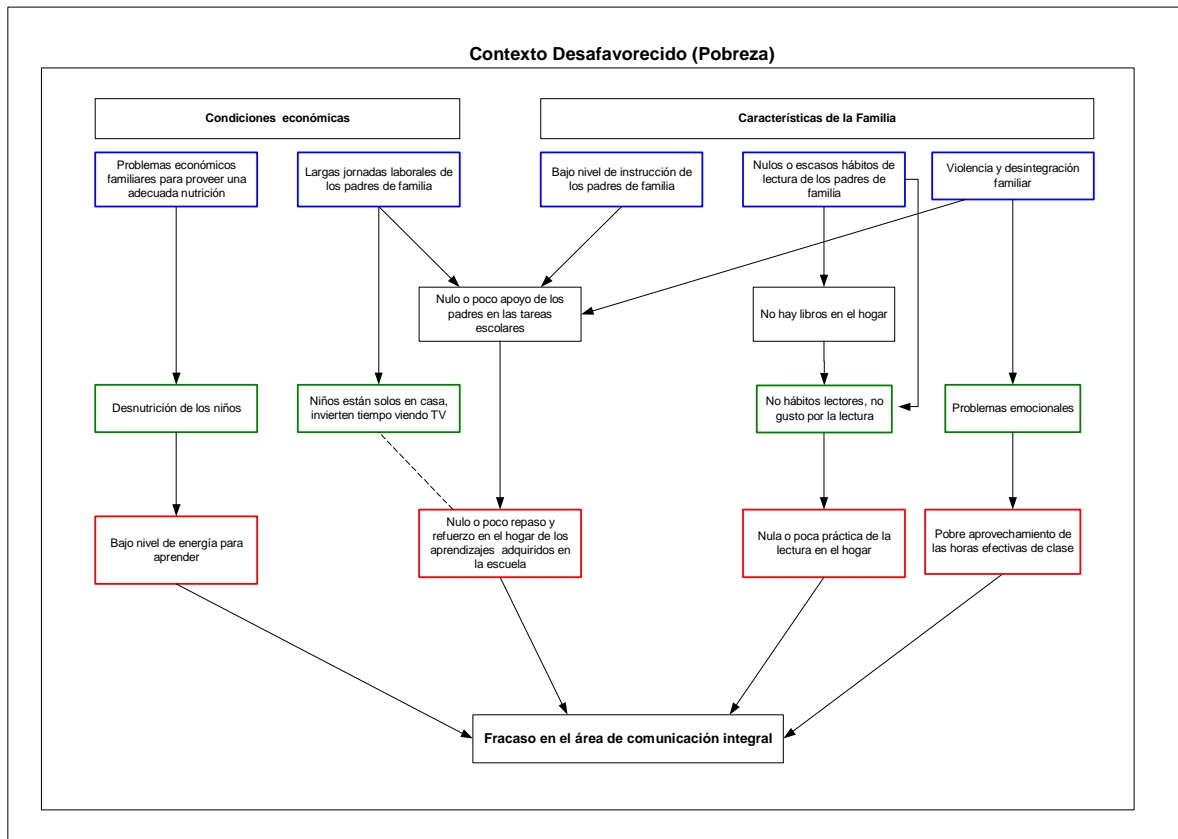 Contexto Desafavorecido (Pobreza)
Condiciones económicas
Características de la Familia
Problemas económicos
familiares para proveer una
adecuada nutrición
Largas jornadas laborales de
los padres de familia
Bajo nivel de instrucción de
los padres de familia
Nulos o escasos hábitos de
lectura de los padres de
familia
Violencia y desintegración
familiar
Nulo o poco apoyo de los
padres en las tareas
escolares
No hay libros en el hogar
Desnutrición de los niños
Niños están solos en casa,
invierten tiempo viendo TV
No hábitos lectores, no
gusto por la lectura
Problemas emocionales
Bajo nivel de energía para
aprender
Nulo o poco repaso y
refuerzo en el hogar de los
aprendizajes adquiridos en
la escuela
Nula o poca práctica de la
lectura en el hogar
Pobre aprovechamiento de
las horas efectivas de clase
Fracaso en el área de comunicación integral